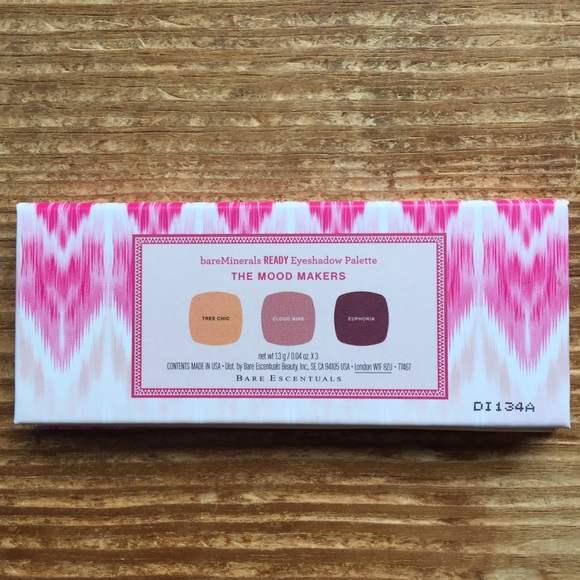 bareMinerals READY Eyeshadow Palette
THE MOOD MAKERS
TRES CHIC
CLOUD NINE
EUPHORIA
net wt 1.3 g / 0.04 oz. X 3
CONTENTS MADE IN USA • Dist. by Bare Escentuals Beauty, Inc., SF, CA 94105 USA • London W1F 8ZU • 77467
BARE ESCENTUALS
DI134A